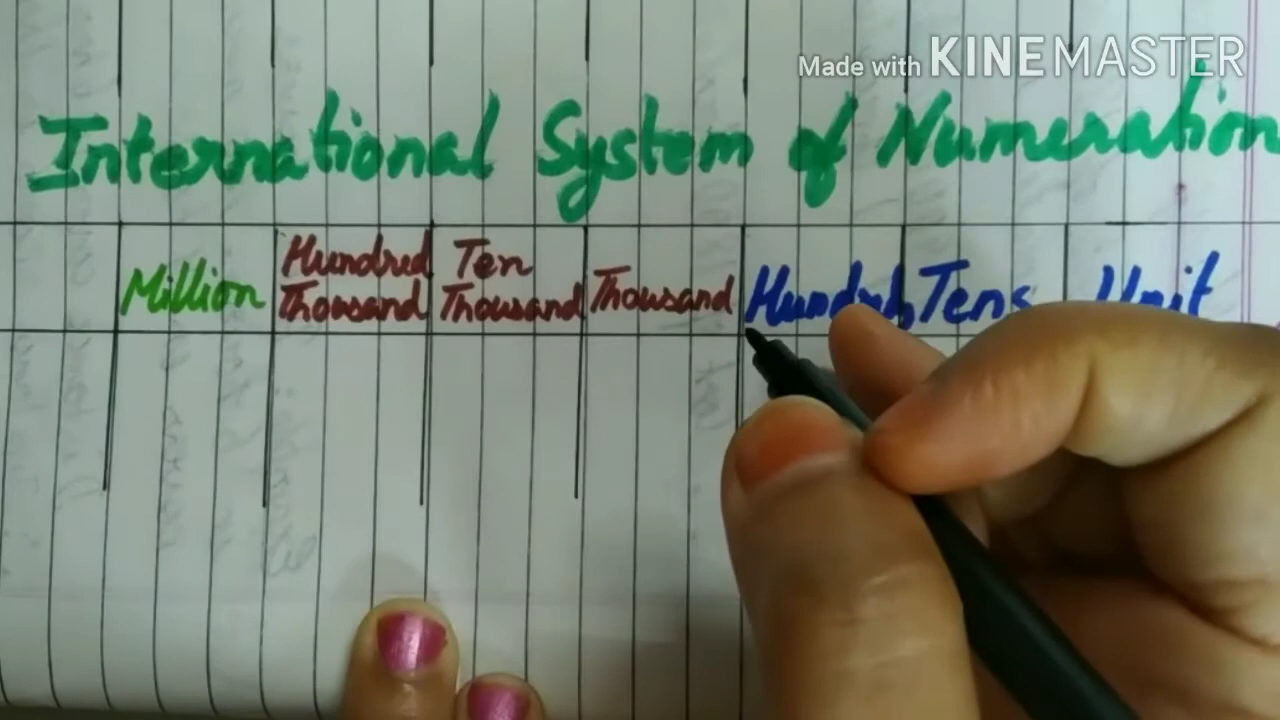 Made with KINEMASTER
International System of Numeration
Million Hundred Thousand Ten Thousand Thousand Hundreds Tens Unit